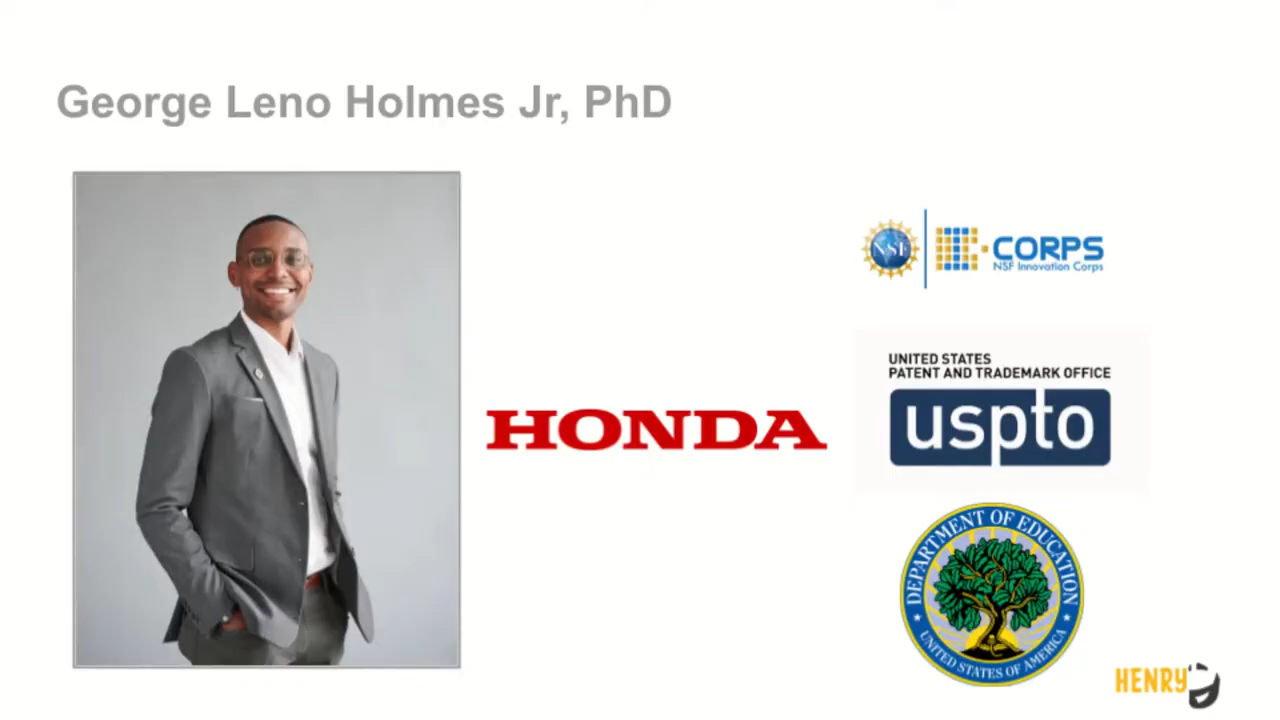 George Leno Holmes Jr, PhD
NSF
I-CORPS
NSF Innovation Corps
HONDA
UNITED STATES
PATENT AND TRADEMARK OFFICE
uspto
DEPARTMENT OF EDUCATION
UNITED STATES OF AMERICA
HENRY